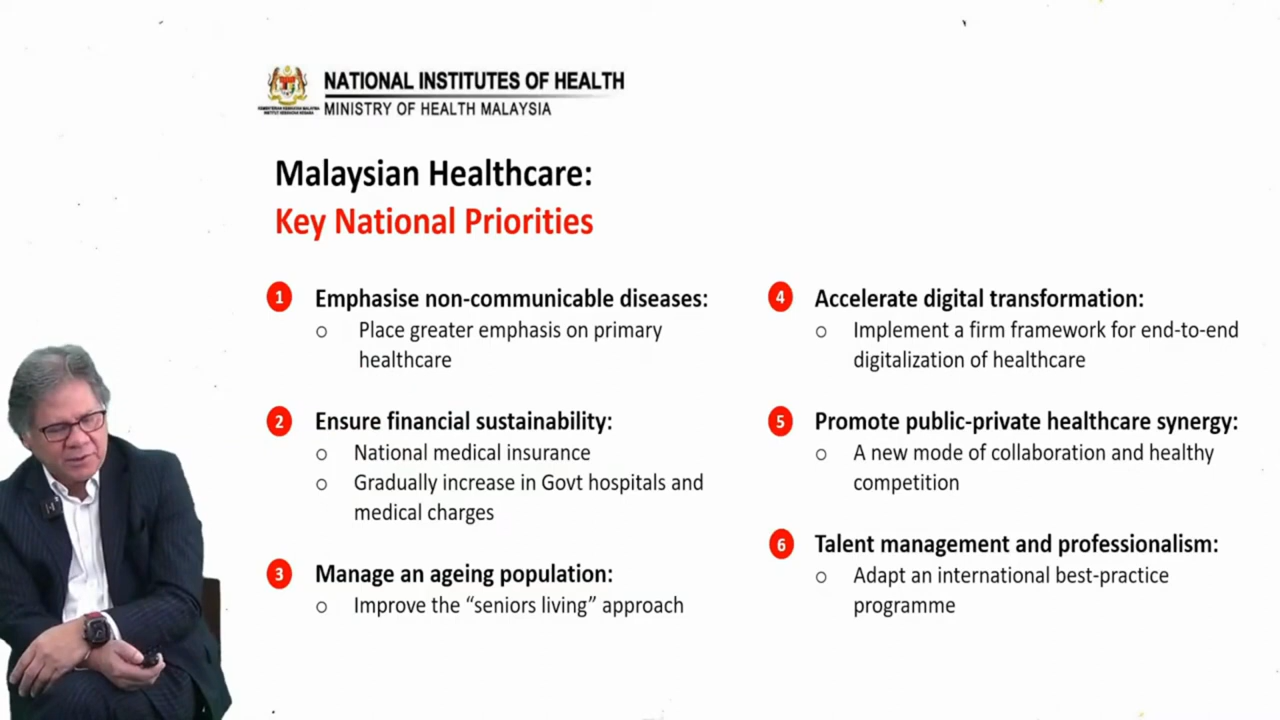 NATIONAL INSTITUTES OF HEALTH
MINISTRY OF HEALTH MALAYSIA
Malaysian Healthcare:
Key National Priorities
1 Emphasise non-communicable diseases:
o Place greater emphasis on primary
healthcare
2 Ensure financial sustainability:
o National medical insurance
o Gradually increase in Govt hospitals and
medical charges
3 Manage an ageing population:
o Improve the “seniors living” approach
4 Accelerate digital transformation:
o Implement a firm framework for end-to-end
digitalization of healthcare
5 Promote public-private healthcare synergy:
o A new mode of collaboration and healthy
competition
6 Talent management and professionalism:
o Adapt an international best-practice
programme